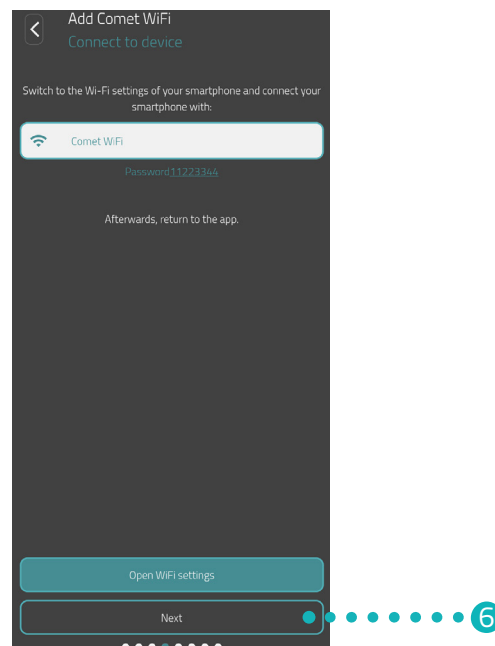 Add Comet WiFi
Connect to device
Switch to the Wi-Fi settings of your smartphone and connect your
smartphone with:
Comet WiFi
Password11223344
Afterwards, return to the app.
Open WiFi settings
Next
6